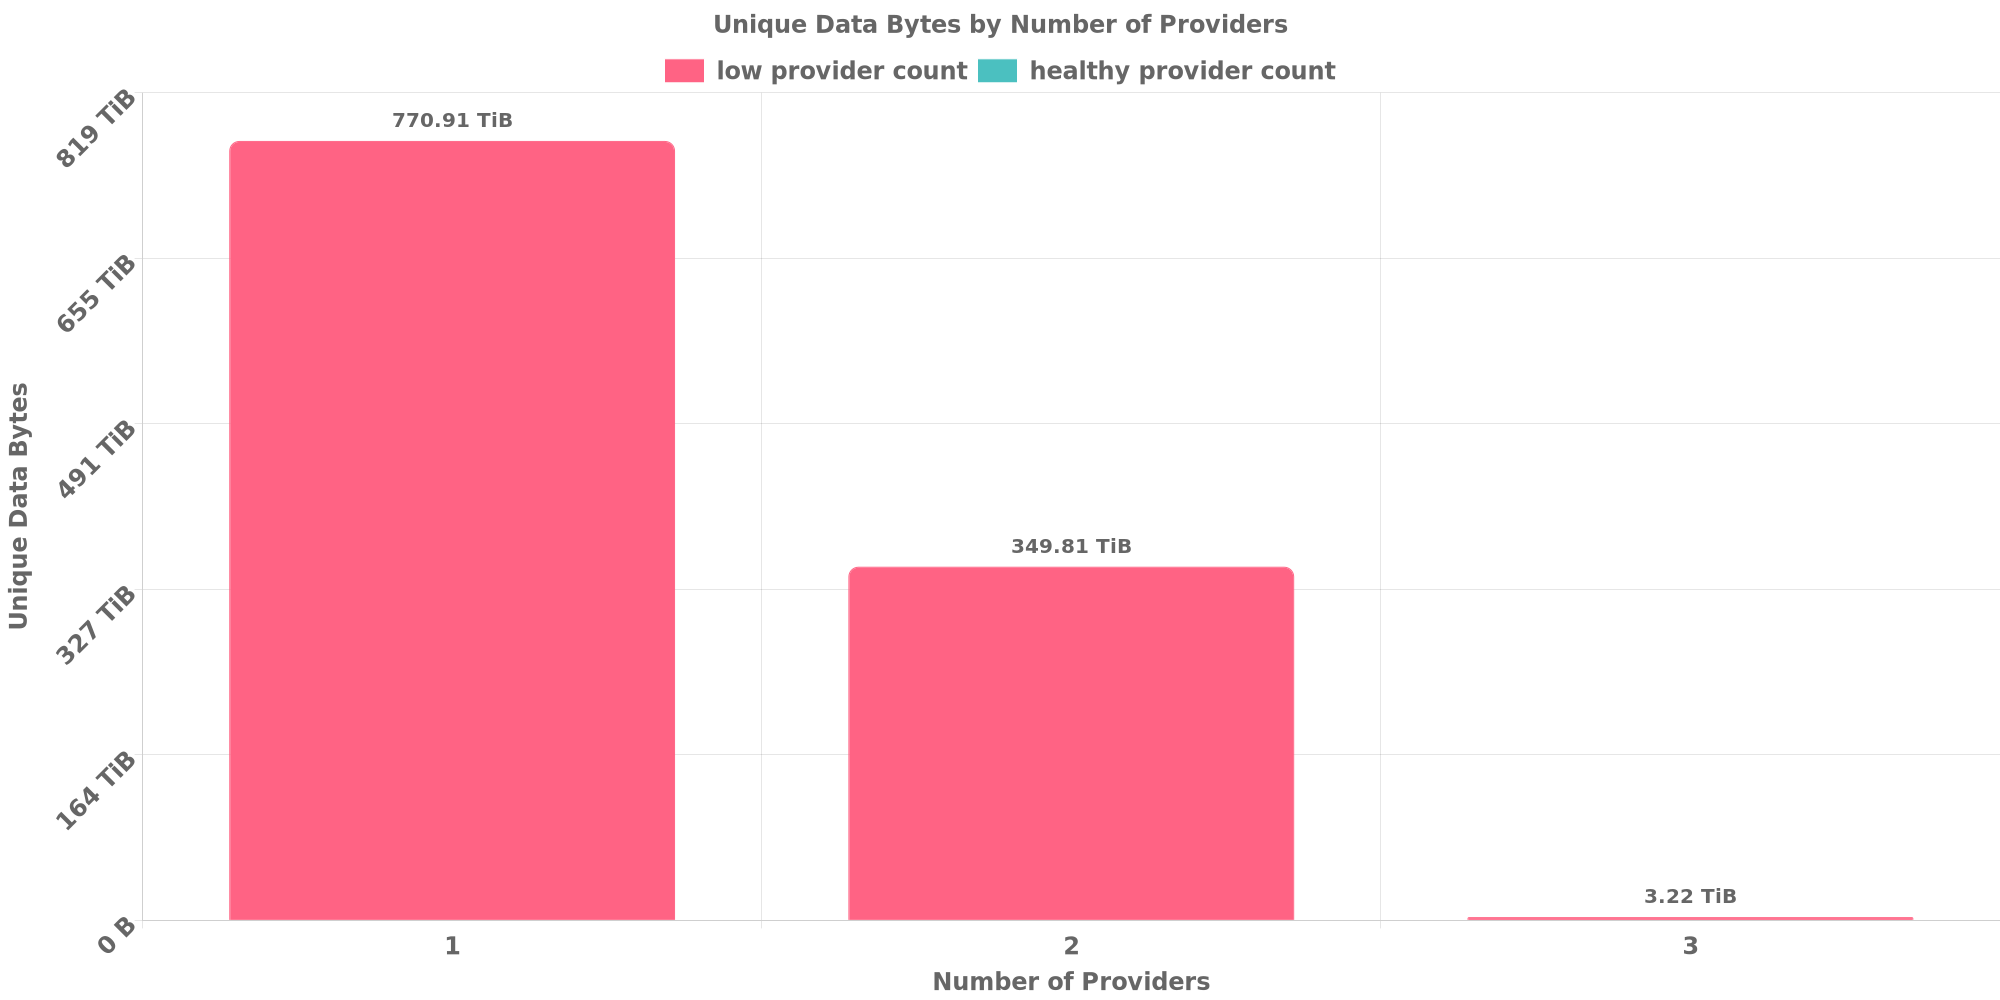 Unique Data Bytes by Number of Providers
low provider count healthy provider count
819 TiB
655 TiB
491 TiB
327 TiB
164 TiB
0 B
Unique Data Bytes
770.91 TiB
349.81 TiB
3.22 TiB
1 2 3
Number of Providers